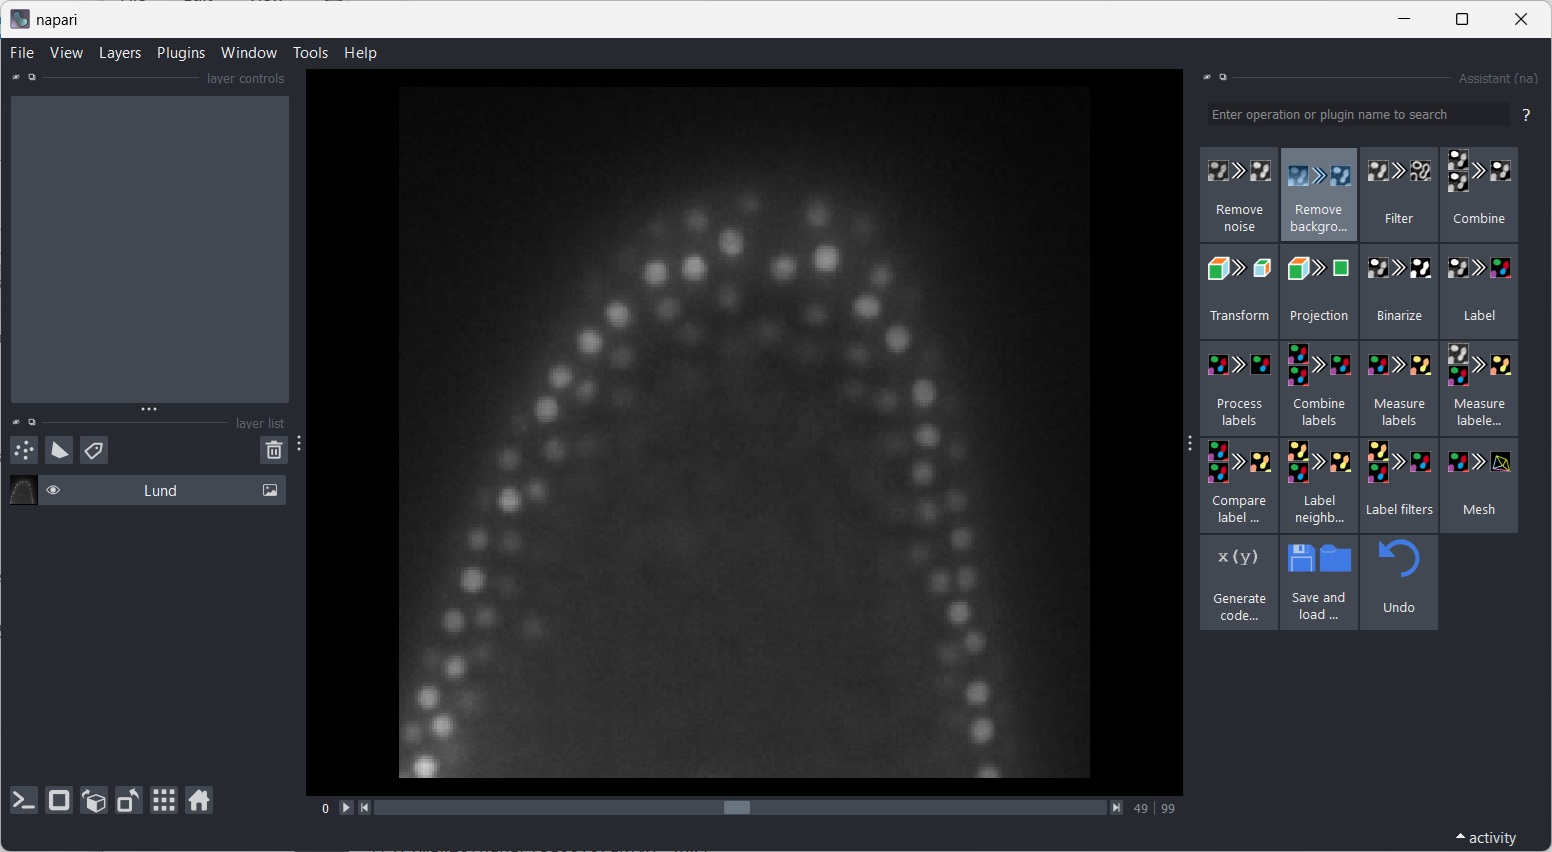 napari
File View Layers Plugins Window Tools Help
layer controls
layer list
Lund
0
49 | 99
Assistant (na)
Enter operation or plugin name to search
?
Remove
noise
Remove
backgro...
Filter
Combine
Transform
Projection
Binarize
Label
Process
labels
Combine
labels
Measure
labels
Measure
labele...
Compare
label ...
Label
neighb...
Label filters
Mesh
x(y)
Generate
code...
Save and
load ...
Undo
activity